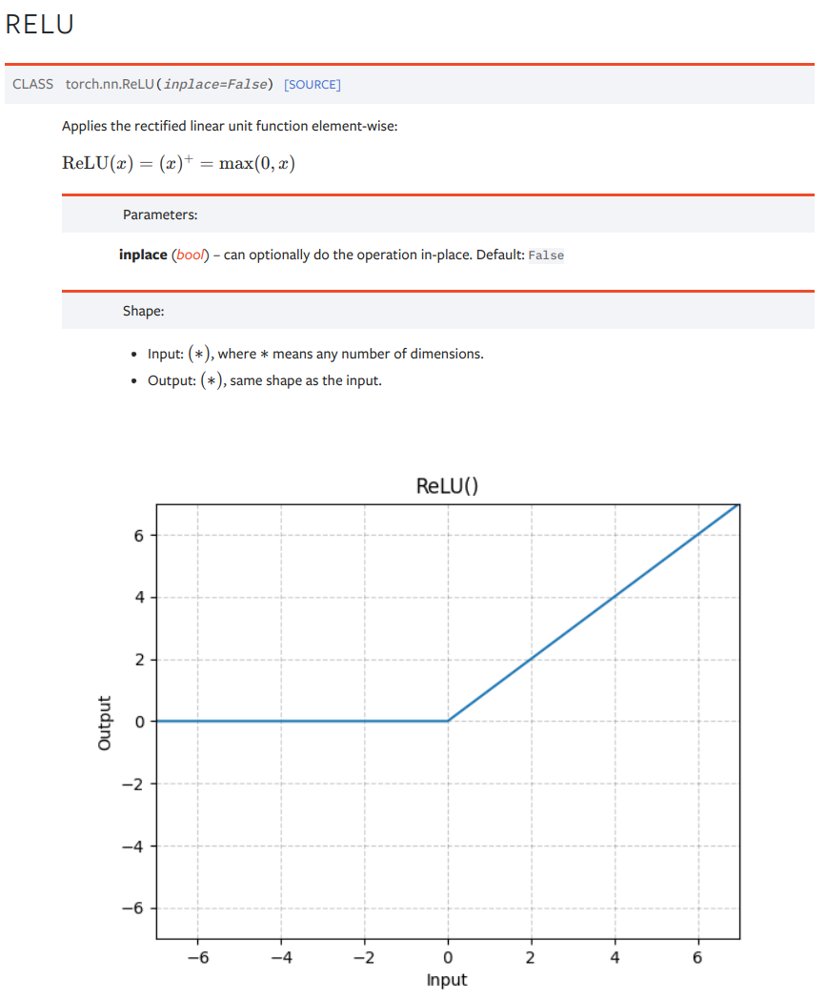 RELU
CLASS torch.nn.ReLU(inplace=False) [SOURCE]
Applies the rectified linear unit function element-wise:
ReLU(x) = (x)⁺ = max(0, x)
Parameters:
inplace (bool) – can optionally do the operation in-place. Default: False
Shape:
• Input: (∗), where ∗ means any number of dimensions.
• Output: (∗), same shape as the input.
ReLU()
6
4
2
0
−2
−4
−6
Output
−6 −4 −2 0 2 4 6
Input